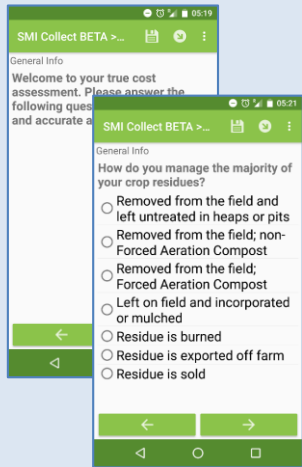 05:19
SMI Collect BETA >...
General Info
Welcome to your true cost
assessment. Please answer the
following ques
and accurate a
05:21
SMI Collect BETA >...
General Info
How do you manage the majority of
your crop residues?
Removed from the field and
left untreated in heaps or pits
Removed from the field; non-
Forced Aeration Compost
Removed from the field;
Forced Aeration Compost
Left on field and incorporated
or mulched
Residue is burned
Residue is exported off farm
Residue is sold